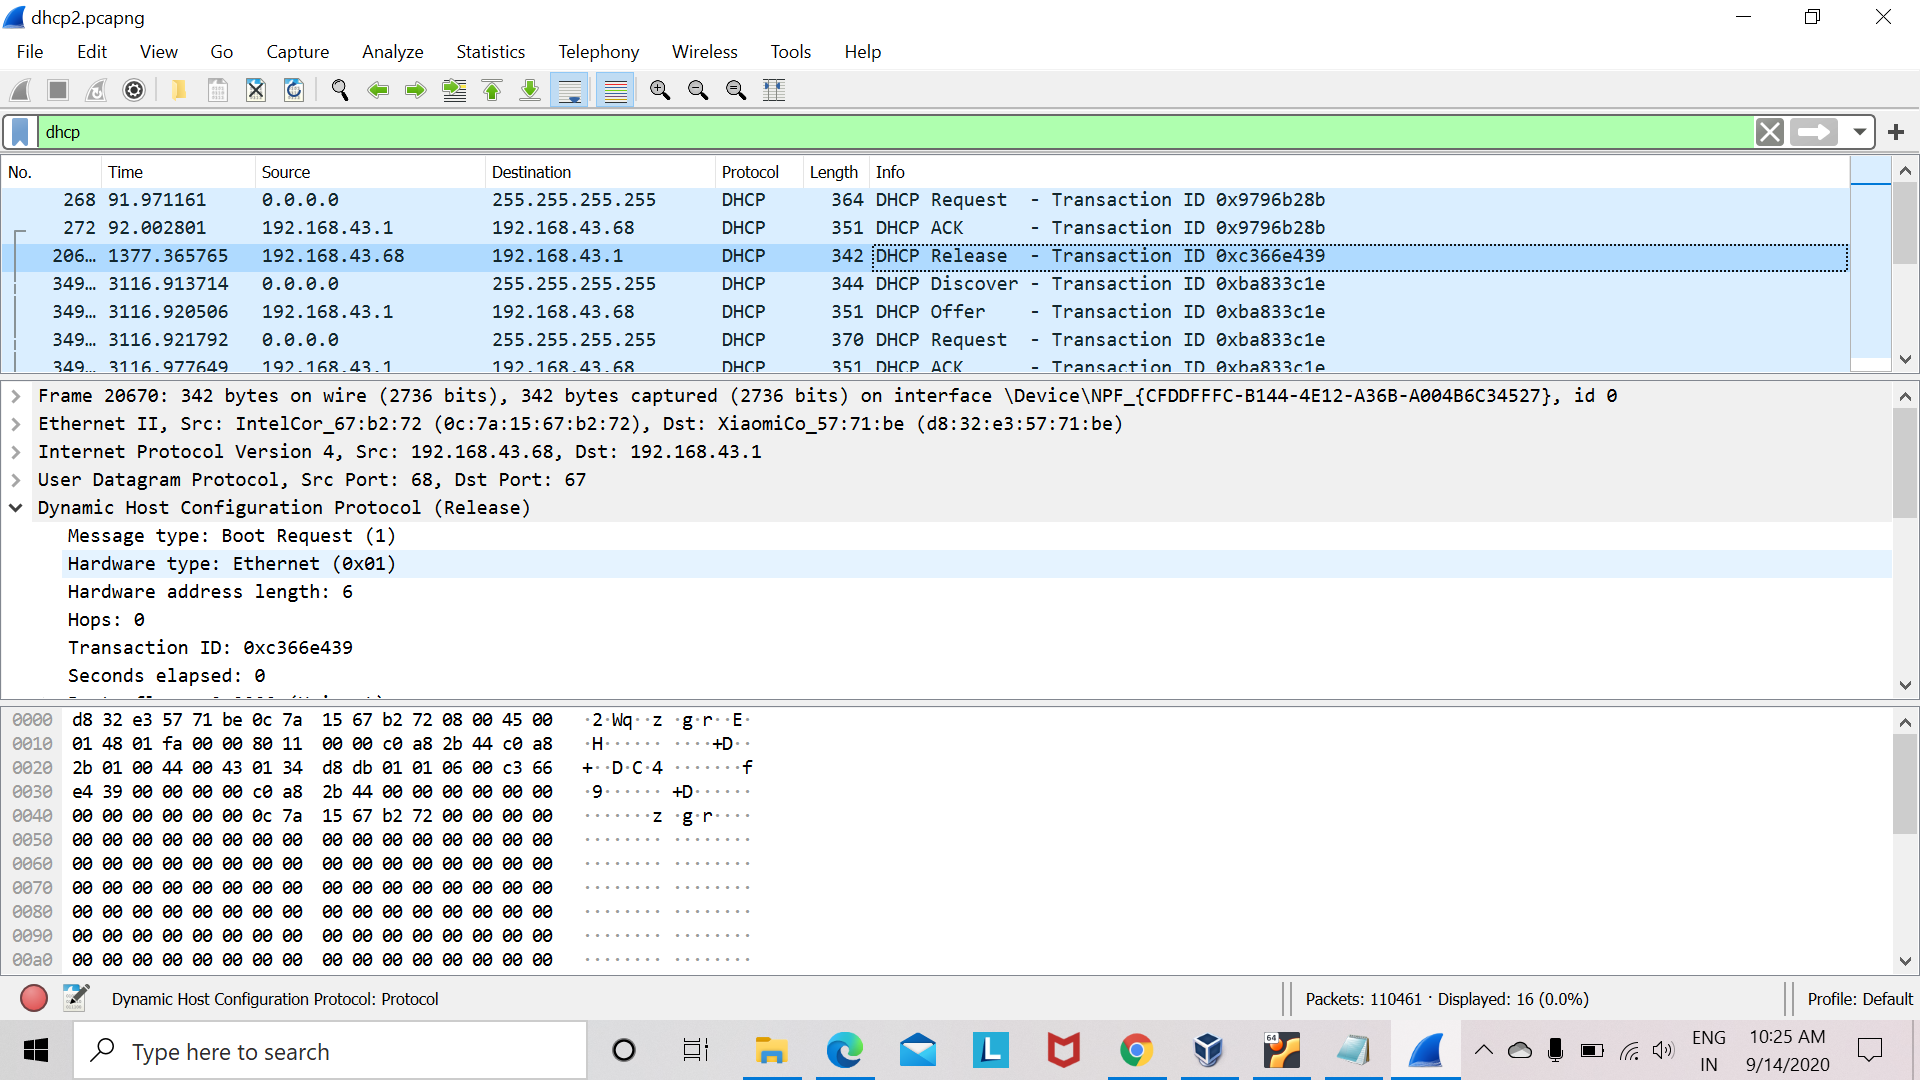 dhcp2.pcapng
File Edit View Go Capture Analyze Statistics Telephony Wireless Tools Help
dhcp
No. Time Source Destination Protocol Length Info
268 91.971161 0.0.0.0 255.255.255.255 DHCP 364 DHCP Request - Transaction ID 0x9796b28b
272 92.002801 192.168.43.1 192.168.43.68 DHCP 351 DHCP ACK - Transaction ID 0x9796b28b
206… 1377.365765 192.168.43.68 192.168.43.1 DHCP 342 DHCP Release - Transaction ID 0xc366e439
349… 3116.913714 0.0.0.0 255.255.255.255 DHCP 344 DHCP Discover - Transaction ID 0xba833c1e
349… 3116.920506 192.168.43.1 192.168.43.68 DHCP 351 DHCP Offer - Transaction ID 0xba833c1e
349… 3116.921792 0.0.0.0 255.255.255.255 DHCP 370 DHCP Request - Transaction ID 0xba833c1e
349… 3116.977649 192.168.43.1 192.168.43.68 DHCP 351 DHCP ACK - Transaction ID 0xba833c1e
Frame 20670: 342 bytes on wire (2736 bits), 342 bytes captured (2736 bits) on interface \Device\NPF_{CFDDFFFC-B144-4E12-A36B-A004B6C34527}, id 0
Ethernet II, Src: IntelCor_67:b2:72 (0c:7a:15:67:b2:72), Dst: XiaomiCo_57:71:be (d8:32:e3:57:71:be)
Internet Protocol Version 4, Src: 192.168.43.68, Dst: 192.168.43.1
User Datagram Protocol, Src Port: 68, Dst Port: 67
Dynamic Host Configuration Protocol (Release)
Message type: Boot Request (1)
Hardware type: Ethernet (0x01)
Hardware address length: 6
Hops: 0
Transaction ID: 0xc366e439
Seconds elapsed: 0
0000 d8 32 e3 57 71 be 0c 7a 15 67 b2 72 08 00 45 00 ·2·Wq··z ·g·r··E·
0010 01 48 01 fa 00 00 80 11 00 00 c0 a8 2b 44 c0 a8 ·H······ ····+D··
0020 2b 01 00 44 00 43 01 34 d8 db 01 01 06 00 c3 66 +··D·C·4 ·······f
0030 e4 39 00 00 00 00 c0 a8 2b 44 00 00 00 00 00 00 ·9······ +D······
0040 00 00 00 00 00 00 0c 7a 15 67 b2 72 00 00 00 00 ·······z ·g·r····
0050 00 00 00 00 00 00 00 00 00 00 00 00 00 00 00 00 ········ ········
0060 00 00 00 00 00 00 00 00 00 00 00 00 00 00 00 00 ········ ········
0070 00 00 00 00 00 00 00 00 00 00 00 00 00 00 00 00 ········ ········
0080 00 00 00 00 00 00 00 00 00 00 00 00 00 00 00 00 ········ ········
0090 00 00 00 00 00 00 00 00 00 00 00 00 00 00 00 00 ········ ········
00a0 00 00 00 00 00 00 00 00 00 00 00 00 00 00 00 00 ········ ········
Dynamic Host Configuration Protocol: Protocol
Packets: 110461 · Displayed: 16 (0.0%)
Profile: Default
Type here to search
L
64
ENG
IN
10:25 AM
9/14/2020